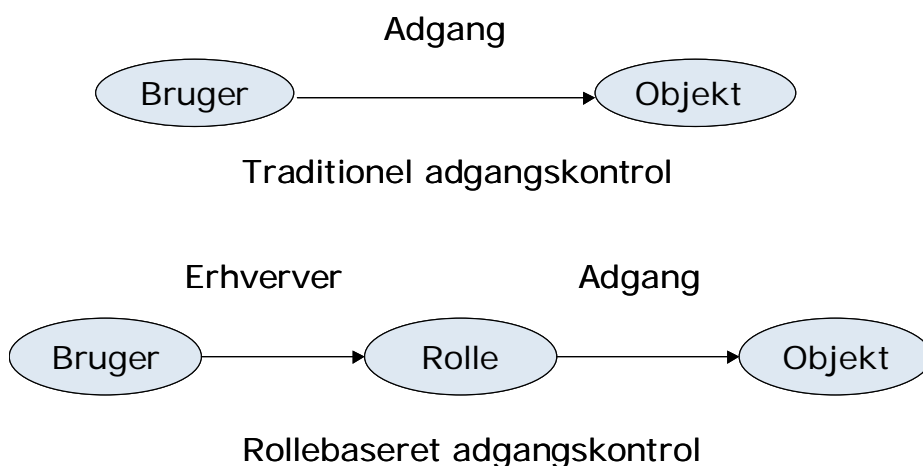 Adgang
Bruger Objekt
Traditionel adgangskontrol
Erhverver Adgang
Bruger Rolle Objekt
Rollebaseret adgangskontrol